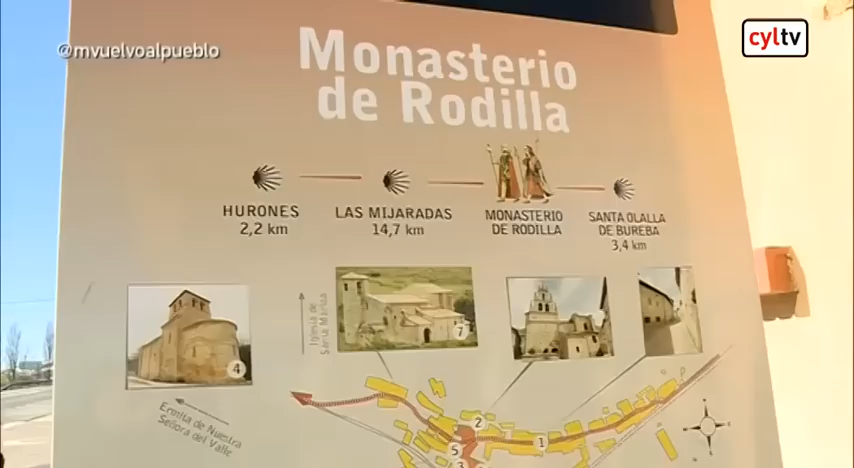 @mvuelvoalpueblo
cyltv
Monasterio
de Rodilla
HURONES
2,2 km
LAS MIJARADAS
14,7 km
MONASTERIO
DE RODILLA
SANTA OLALLA
DE BUREBA
3,4 km
Iglesia de
Santa Marina
4
7
Ermita de Nuestra
Señora del Valle
2
1
5
3